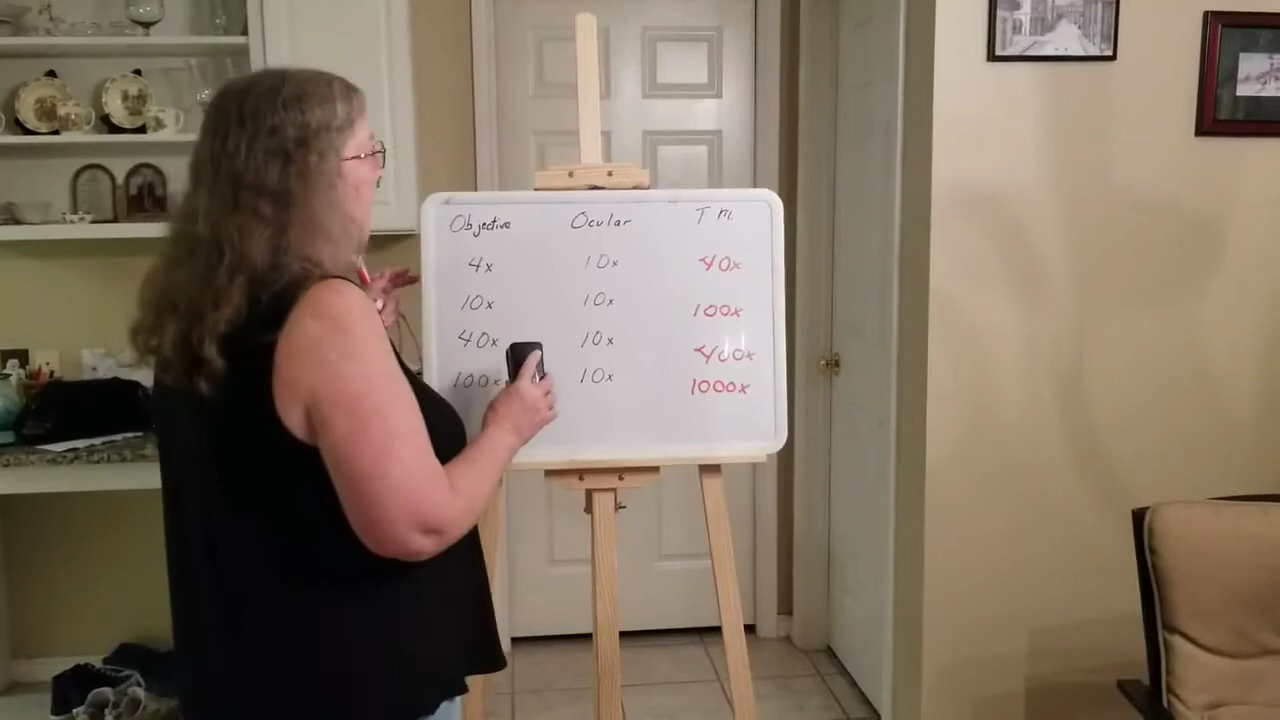 Objective Ocular T m.
4x 10x 40x
10x 10x 100x
40x 10x 400x
100x 10x 1000x